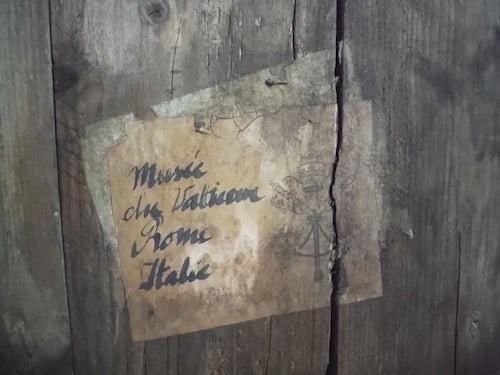 Musée
du Vatican
Rome
Italie